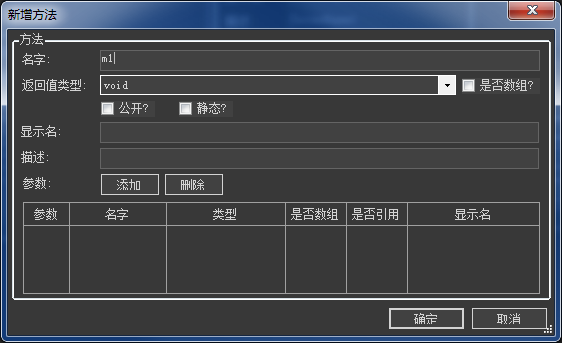 新增方法
方法
名字:
m1
返回值类型:
void
是否数组?
公开?
静态?
显示名:
描述:
参数:
添加
删除
参数 名字 类型 是否数组 是否引用 显示名
确定
取消